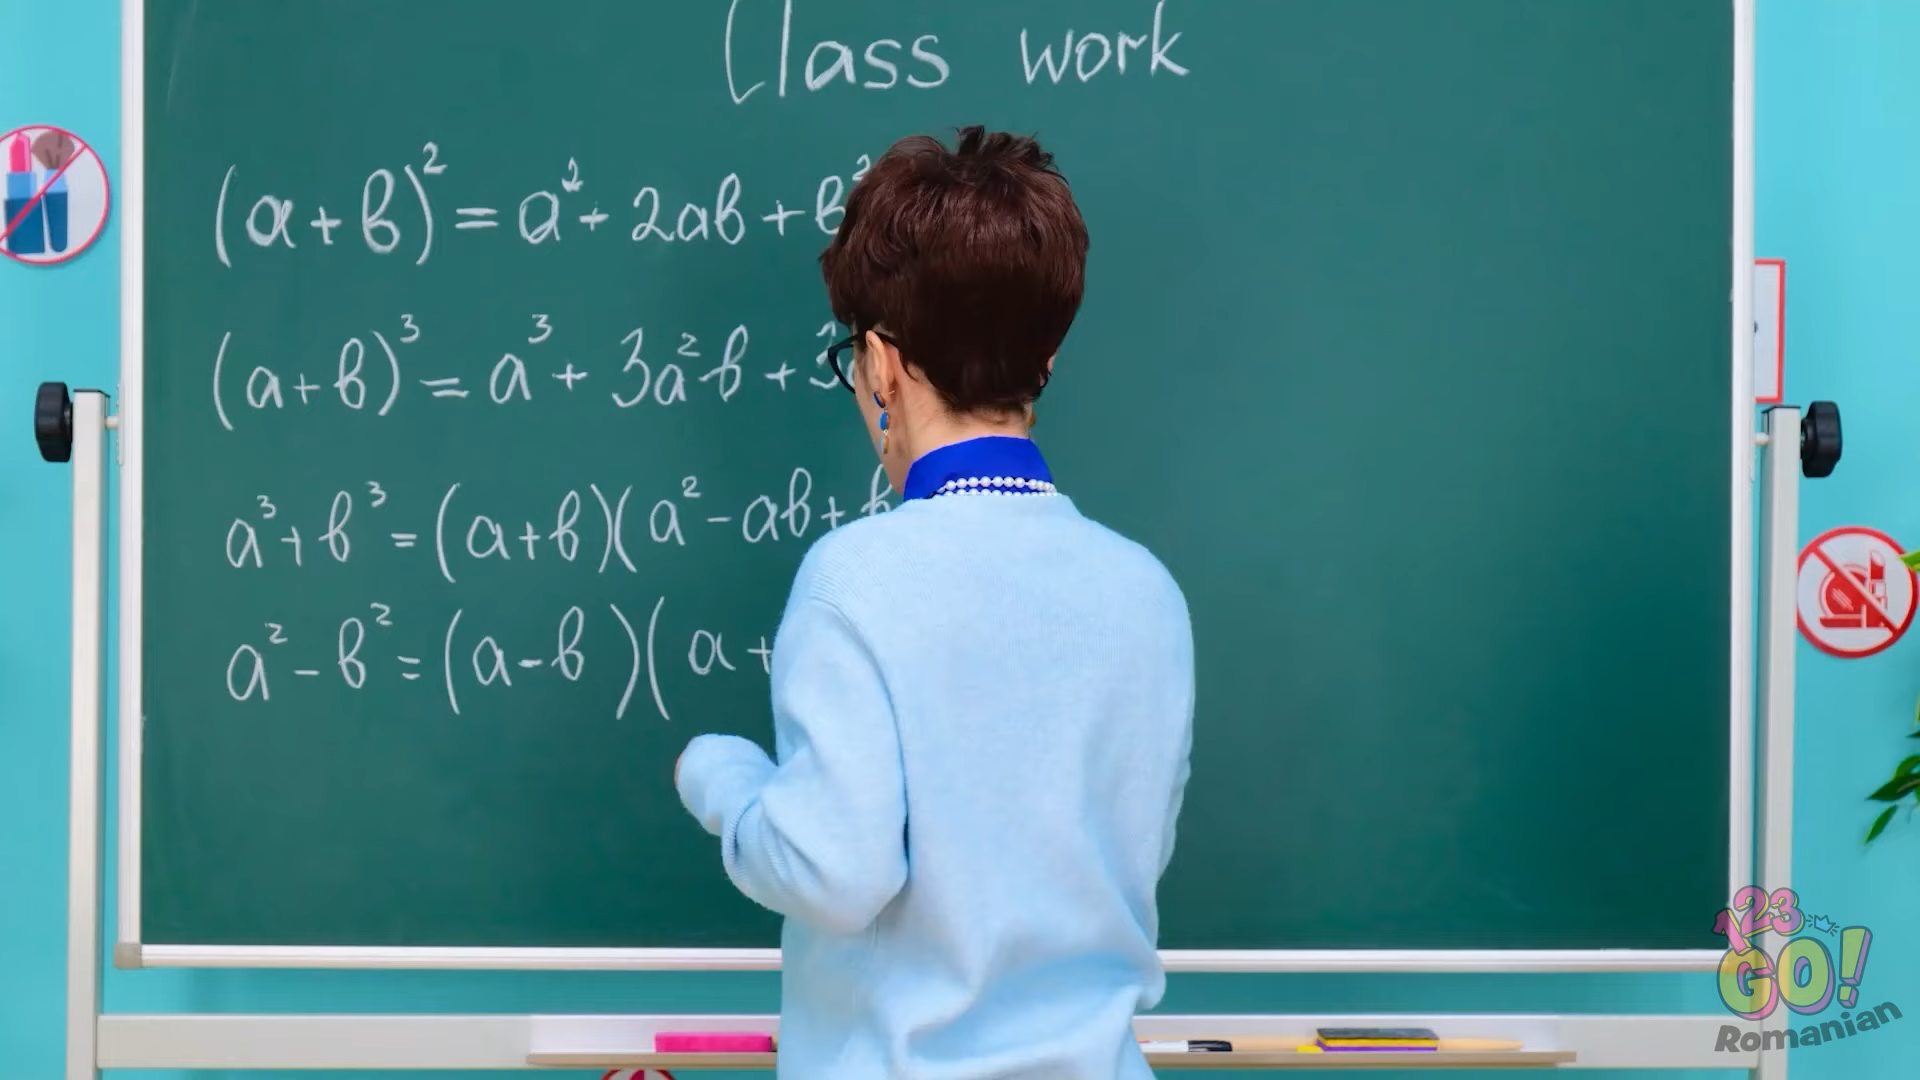 Class work
(a+b)² = a² + 2ab + b²
(a+b)³ = a³ + 3a²b + 3
a³ + b³ = (a+b)(a² - ab + b
a² - b² = (a-b)(a +
123
GO!
Romanian